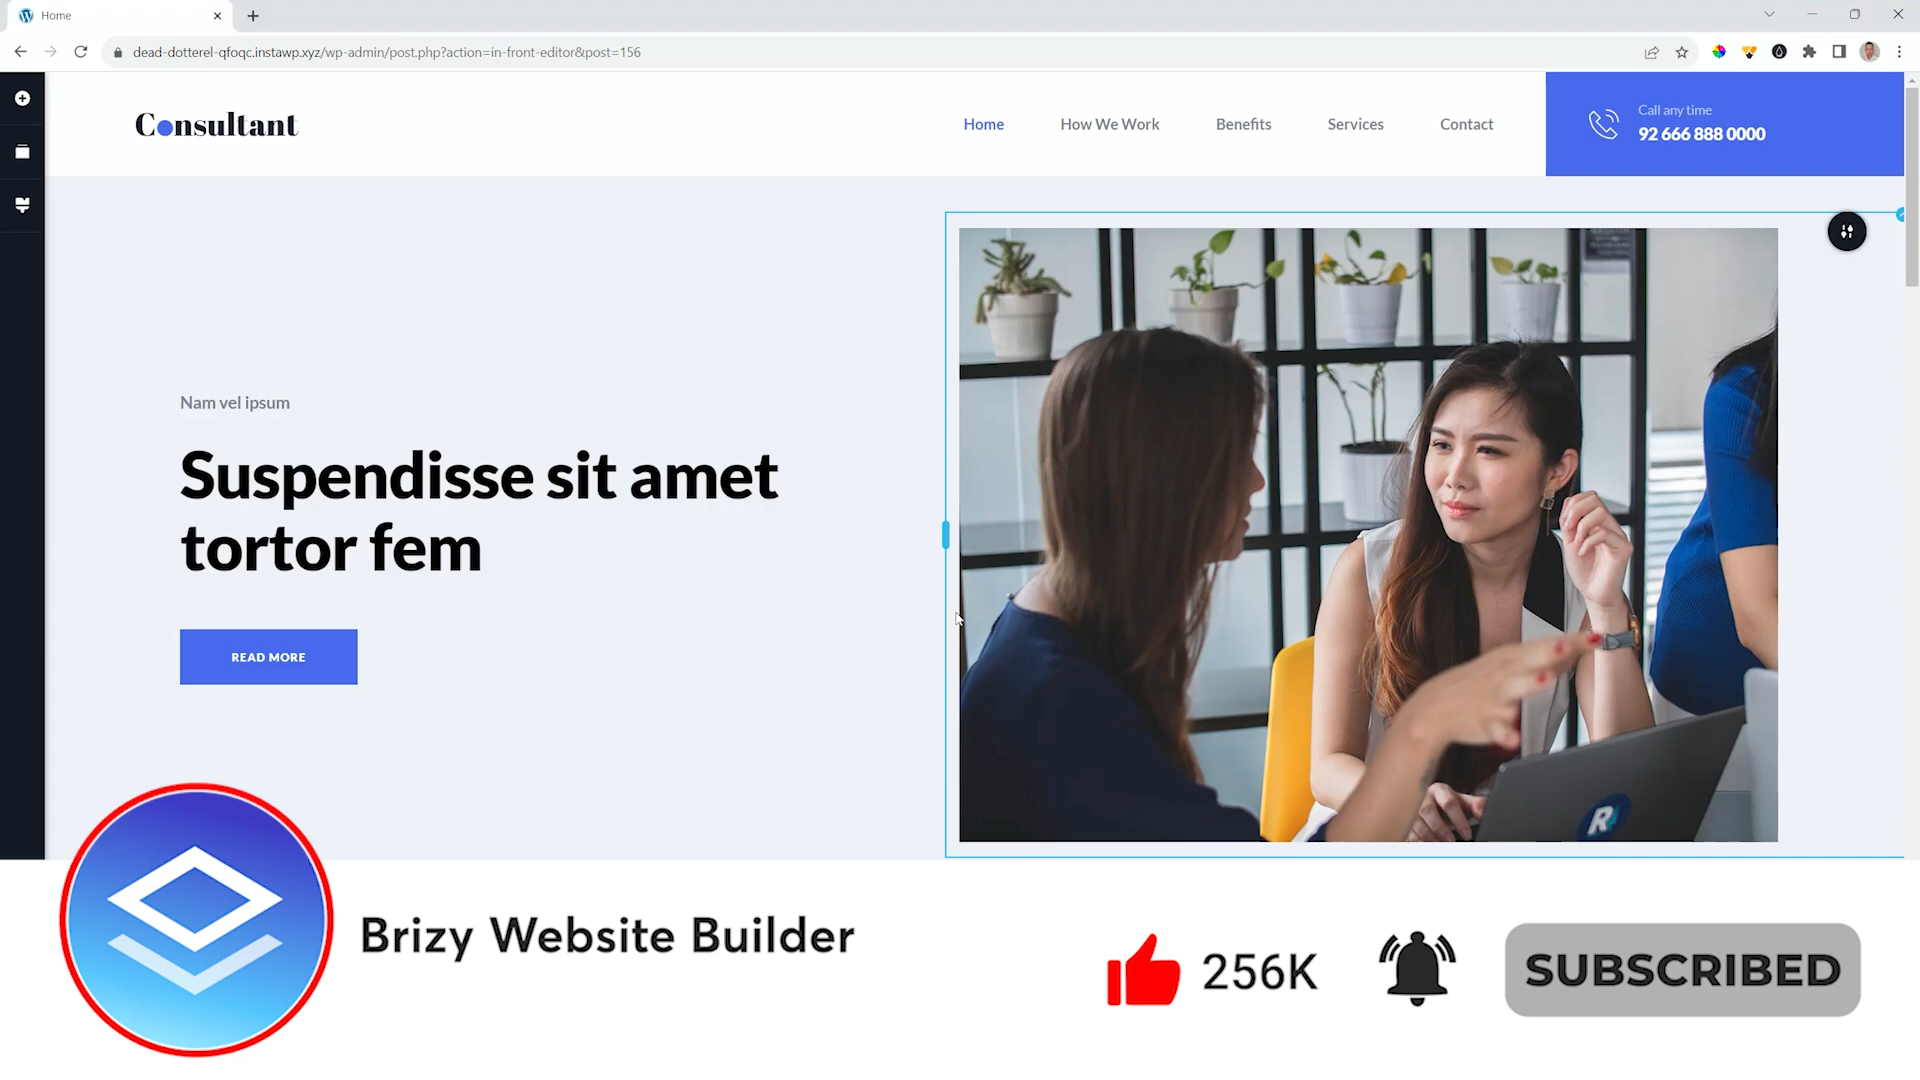 Home
dead-dotterel-qfoqc.instawp.xyz/wp-admin/post.php?action=in-front-editor&post=156
Consultant
Home How We Work Benefits Services Contact
Call any time
92 666 888 0000
Nam vel ipsum
Suspendisse sit amet
tortor fem
READ MORE
R
Brizy Website Builder
256K
SUBSCRIBED